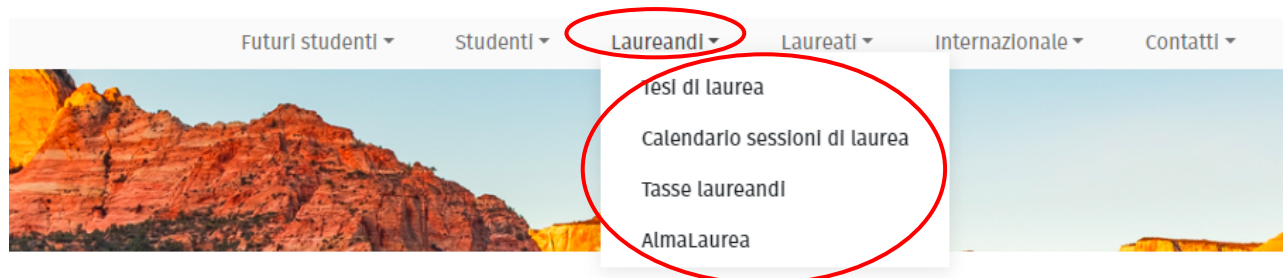 Futuri studenti Studenti Laureandi Laureati Internazionale Contatti
Tesi di laurea
Calendario sessioni di laurea
Tasse laureandi
AlmaLaurea